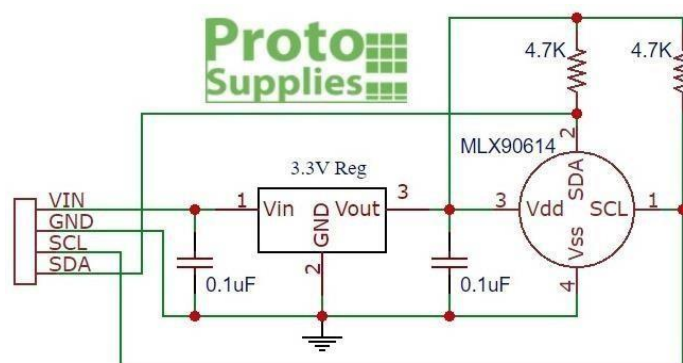 Proto
Supplies
4.7K
4.7K
2
MLX90614
3.3V Reg
VIN
1
Vin
Vout
3
3
Vdd
SDA
SCL
1
GND
GND
Vss
SCL
2
4
SDA
0.1uF
0.1uF